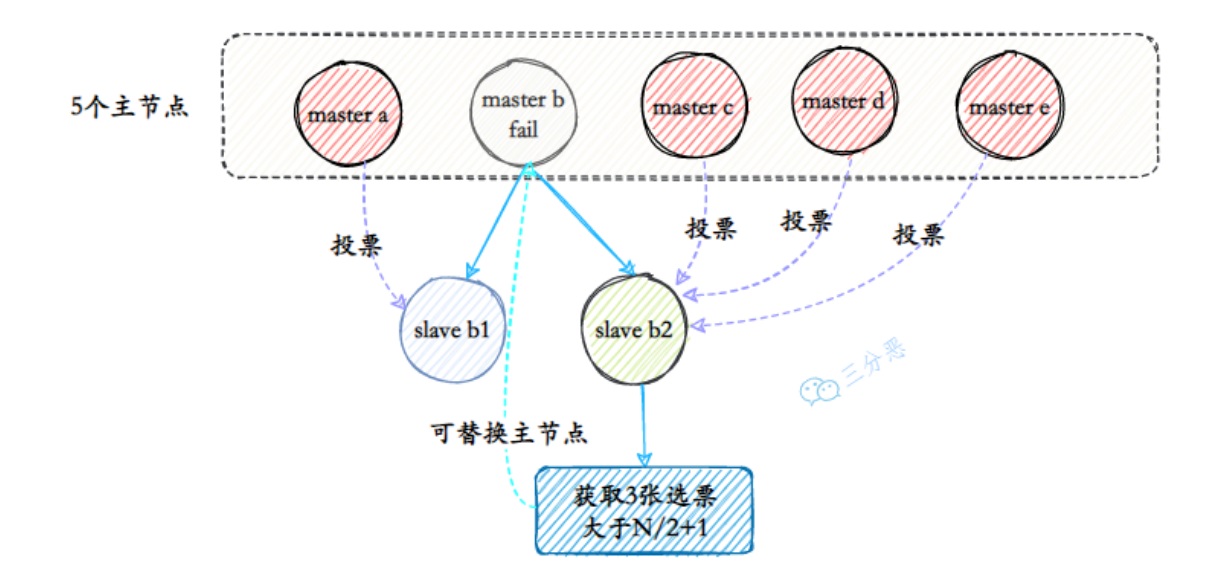 5个主节点
master a
master b
fail
master c
master d
master e
投票
投票
投票
投票
slave b1
slave b2
三分恶
可替换主节点
获取3张选票
大于N/2+1